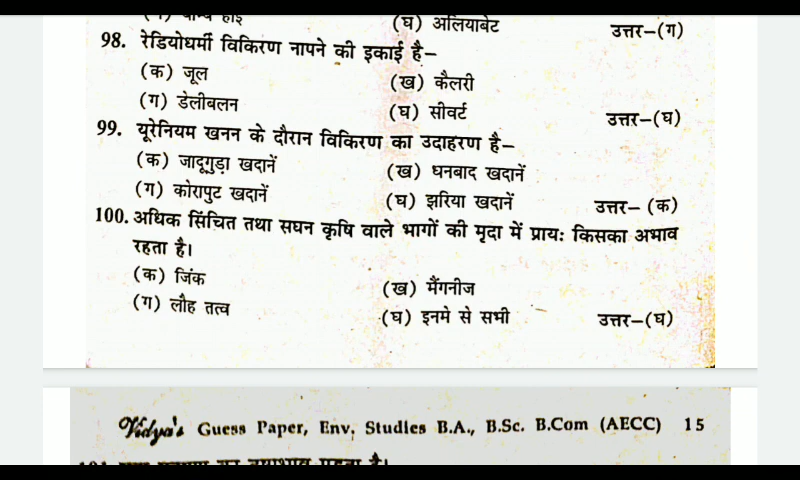 (घ) अलियाबेट उत्तर–(ग)
98. रेडियोधर्मी विकिरण नापने की इकाई है–
(क) जूल (ख) कैलरी
(ग) डेलीबलन (घ) सीवर्ट उत्तर–(घ)
99. यूरेनियम खनन के दौरान विकिरण का उदाहरण है–
(क) जादूगुड़ा खदानें (ख) धनबाद खदानें
(ग) कोरापुट खदानें (घ) झरिया खदानें उत्तर– (क)
100. अधिक सिंचित तथा सघन कृषि वाले भागों की मृदा में प्रायः किसका अभाव
रहता है।
(क) जिंक (ख) मैंगनीज
(ग) लौह तत्व (घ) इनमे से सभी उत्तर–(घ)
Vidya's Guess Paper, Env. Studies B.A., B.Sc. B.Com (AECC) 15